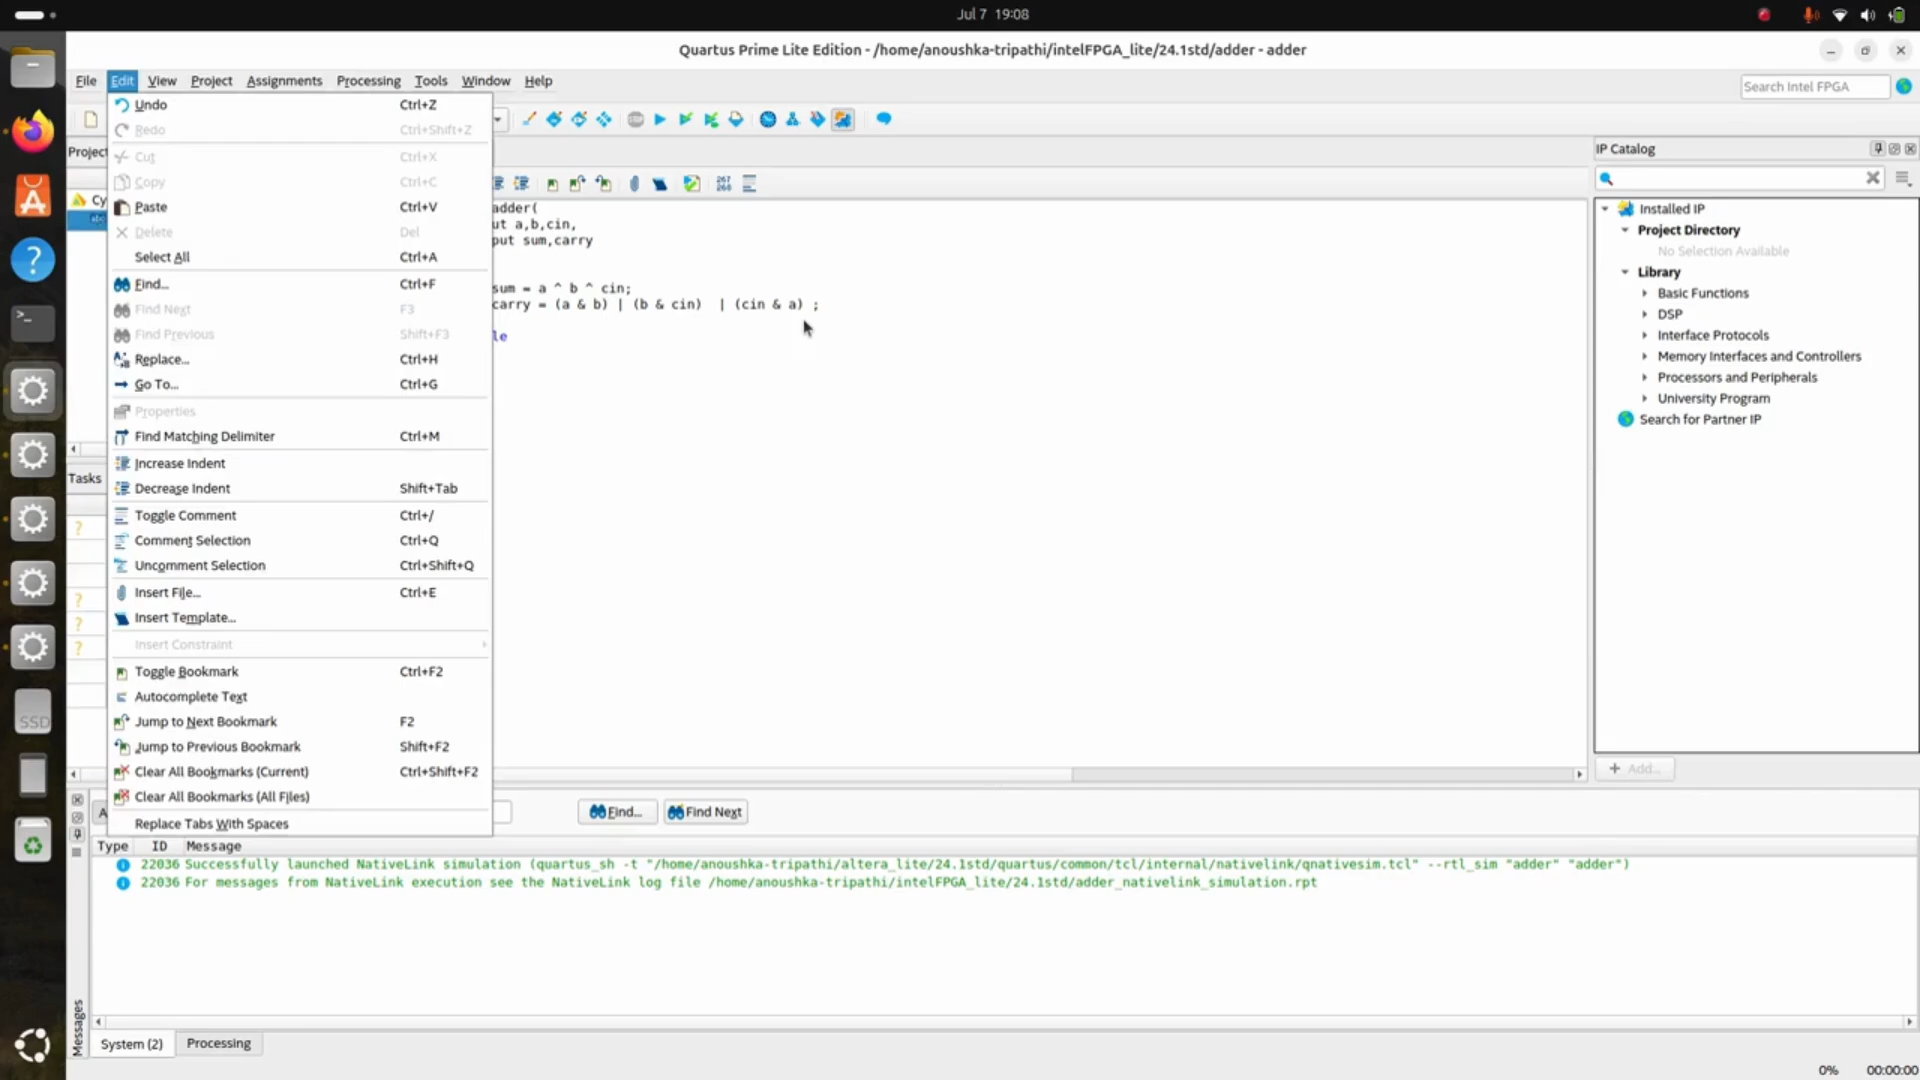 Jul 7 19:08
Quartus Prime Lite Edition - /home/anoushka-tripathi/intelFPGA_lite/24.1std/adder - adder
File Edit View Project Assignments Processing Tools Window Help
Search Intel FPGA
Undo Ctrl+Z
Redo Ctrl+Shift+Z
Cut Ctrl+X
Copy Ctrl+C
Paste Ctrl+V
Delete Del
Select All Ctrl+A
Find... Ctrl+F
Find Next F3
Find Previous Shift+F3
Replace... Ctrl+H
Go To... Ctrl+G
Properties
Find Matching Delimiter Ctrl+M
Increase Indent
Decrease Indent Shift+Tab
Toggle Comment Ctrl+/
Comment Selection Ctrl+Q
Uncomment Selection Ctrl+Shift+Q
Insert File... Ctrl+E
Insert Template...
Insert Constraint
Toggle Bookmark Ctrl+F2
Autocomplete Text
Jump to Next Bookmark F2
Jump to Previous Bookmark Shift+F2
Clear All Bookmarks (Current) Ctrl+Shift+F2
Clear All Bookmarks (All Files)
Replace Tabs With Spaces
Project
Cy
abc
Tasks
SSD
267
268
adder(
ut a,b,cin,
put sum,carry
sum = a ^ b ^ cin;
carry = (a & b) | (b & cin) | (cin & a) ;
le
IP Catalog
Installed IP
Project Directory
No Selection Available
Library
Basic Functions
DSP
Interface Protocols
Memory Interfaces and Controllers
Processors and Peripherals
University Program
Search for Partner IP
+ Add...
A
Find... Find Next
Type ID Message
22036 Successfully launched NativeLink simulation (quartus_sh -t "/home/anoushka-tripathi/altera_lite/24.1std/quartus/common/tcl/internal/nativelink/qnativesim.tcl" --rtl_sim "adder" "adder")
22036 For messages from NativeLink execution see the NativeLink log file /home/anoushka-tripathi/intelFPGA_lite/24.1std/adder_nativelink_simulation.rpt
Messages
System (2) Processing
0% 00:00:00